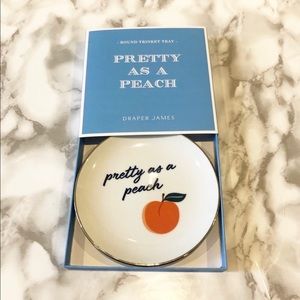 - ROUND TRINKET TRAY -
PRETTY
AS A
PEACH
DRAPER JAMES
pretty as a
peach